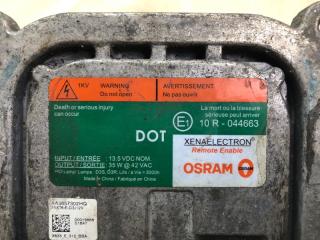 1KV WARNING AVERTISSEMENT
Do not open Ne pas ouvrir
Death or serious injury can occur
La mort ou la blessure sérieuse peut arriver
DOT E1 10 R - 044663
XENAELECTRON
Remote Enable
OSRAM
INPUT / ENTRÉE : 13.5 VDC NOM.
OUTPUT / SORTIE: 35 W @ 42 VAC
Made in China / Fabriqué en Chine